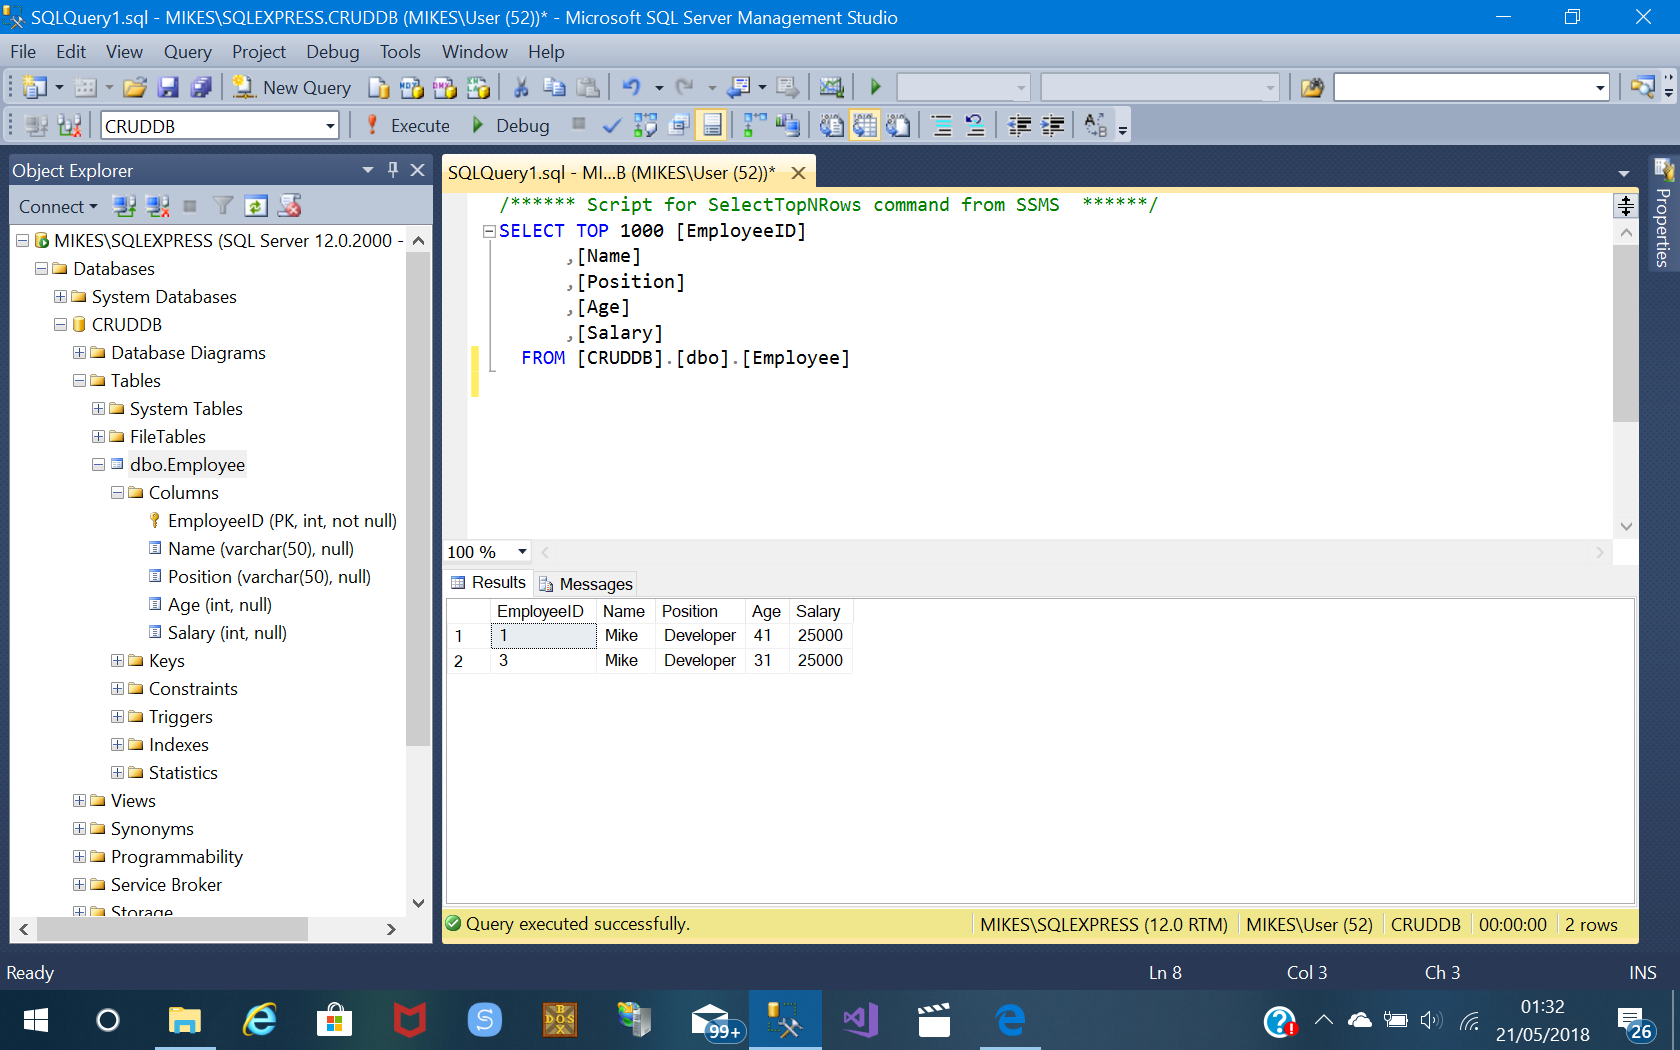 SQLQuery1.sql - MIKES\SQLEXPRESS.CRUDDB (MIKES\User (52))* - Microsoft SQL Server Management Studio
File Edit View Query Project Debug Tools Window Help
New Query
CRUDDB Execute Debug
Object Explorer
Connect
MIKES\SQLEXPRESS (SQL Server 12.0.2000 -
Databases
System Databases
CRUDDB
Database Diagrams
Tables
System Tables
FileTables
dbo.Employee
Columns
EmployeeID (PK, int, not null)
Name (varchar(50), null)
Position (varchar(50), null)
Age (int, null)
Salary (int, null)
Keys
Constraints
Triggers
Indexes
Statistics
Views
Synonyms
Programmability
Service Broker
Storage
SQLQuery1.sql - MI...B (MIKES\User (52))*
/****** Script for SelectTopNRows command from SSMS  ******/
SELECT TOP 1000 [EmployeeID]
,[Name]
,[Position]
,[Age]
,[Salary]
FROM [CRUDDB].[dbo].[Employee]
100 %
Results Messages
EmployeeID Name Position Age Salary
1 1 Mike Developer 41 25000
2 3 Mike Developer 31 25000
Query executed successfully. MIKES\SQLEXPRESS (12.0 RTM) MIKES\User (52) CRUDDB 00:00:00 2 rows
Properties
Ready Ln 8 Col 3 Ch 3 INS
99+
01:32
21/05/2018
26